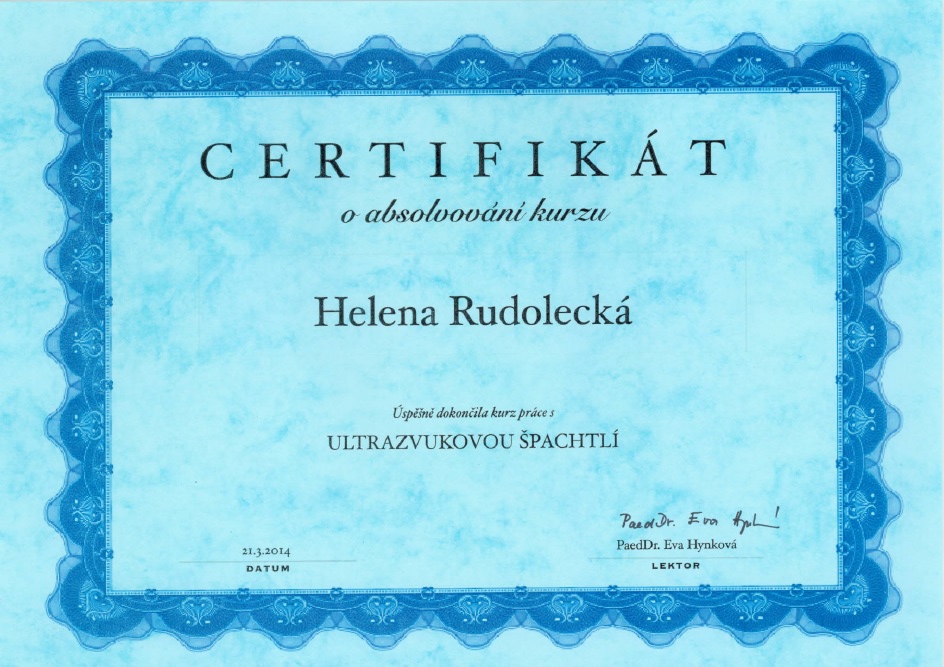 CERTIFIKÁT
o absolvování kurzu
Helena Rudolecká
Úspěšně dokončila kurz práce s
ULTRAZVUKOVOU ŠPACHTLÍ
PaedDr. Eva
21.3.2014
PaedDr. Eva Hynková
DATUM
LEKTOR